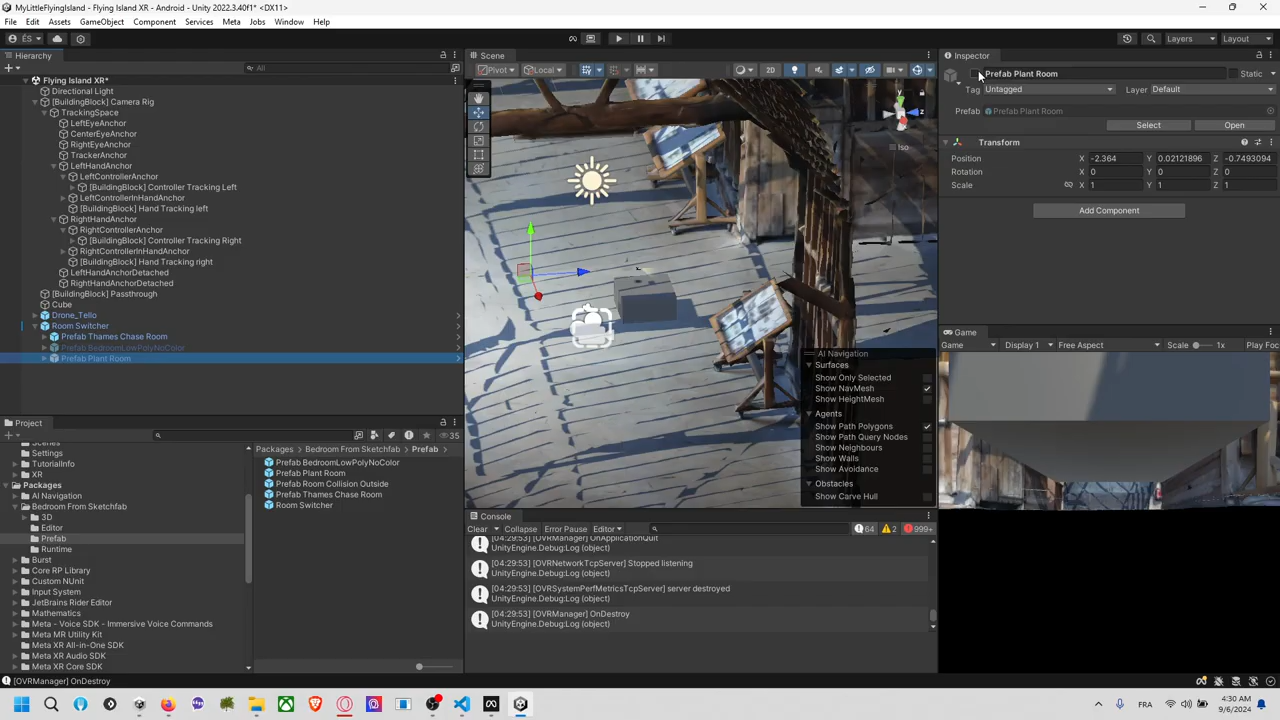 MyLittleFlyingIsland - Flying Island XR - Android - Unity 2022.3.40f1* <DX11>
File Edit Assets GameObject Component Services Meta Jobs Window Help
ÉS
Layers Layout
Hierarchy
All
Flying Island XR*
Directional Light
[BuildingBlock] Camera Rig
TrackingSpace
LeftEyeAnchor
CenterEyeAnchor
RightEyeAnchor
TrackerAnchor
LeftHandAnchor
LeftControllerAnchor
[BuildingBlock] Controller Tracking Left
LeftControllerInHandAnchor
[BuildingBlock] Hand Tracking left
RightHandAnchor
RightControllerAnchor
[BuildingBlock] Controller Tracking Right
RightControllerInHandAnchor
[BuildingBlock] Hand Tracking right
LeftHandAnchorDetached
RightHandAnchorDetached
[BuildingBlock] Passthrough
Cube
Drone_Tello
Room Switcher
Prefab Thames Chase Room
Prefab BedroomLowPolyNoColor
Prefab Plant Room
Scene
Pivot Local 2D
y
z
Iso
AI Navigation
Surfaces
Show Only Selected
Show NavMesh
Show HeightMesh
Agents
Show Path Polygons
Show Path Query Nodes
Show Neighbours
Show Walls
Show Avoidance
Obstacles
Show Carve Hull
Inspector
Prefab Plant Room Static
Tag Untagged Layer Default
Prefab Prefab Plant Room
Select Open
Transform
Position X -2.364 Y 0.02121896 Z -0.7493094
Rotation X 0 Y 0 Z 0
Scale X 1 Y 1 Z 1
Add Component
Game
Game Display 1 Free Aspect Scale 1x Play Foc
Project
35
Scenes
Settings
TutorialInfo
XR
Packages
AI Navigation
Bedroom From Sketchfab
3D
Editor
Prefab
Runtime
Burst
Core RP Library
Custom NUnit
Input System
JetBrains Rider Editor
Mathematics
Meta - Voice SDK - Immersive Voice Commands
Meta MR Utility Kit
Meta XR All-in-One SDK
Meta XR Audio SDK
Meta XR Core SDK
Packages Bedroom From Sketchfab Prefab
Prefab BedroomLowPolyNoColor
Prefab Plant Room
Prefab Room Collision Outside
Prefab Thames Chase Room
Room Switcher
Console
Clear Collapse Error Pause Editor 64 2 999+
[04:29:53] [OVRManager] OnApplicationQuit
UnityEngine.Debug:Log (object)
[04:29:53] [OVRNetworkTcpServer] Stopped listening
UnityEngine.Debug:Log (object)
[04:29:53] [OVRSystemPerfMetricsTcpServer] server destroyed
UnityEngine.Debug:Log (object)
[04:29:53] [OVRManager] OnDestroy
UnityEngine.Debug:Log (object)
[OVRManager] OnDestroy
FRA
4:30 AM
9/6/2024